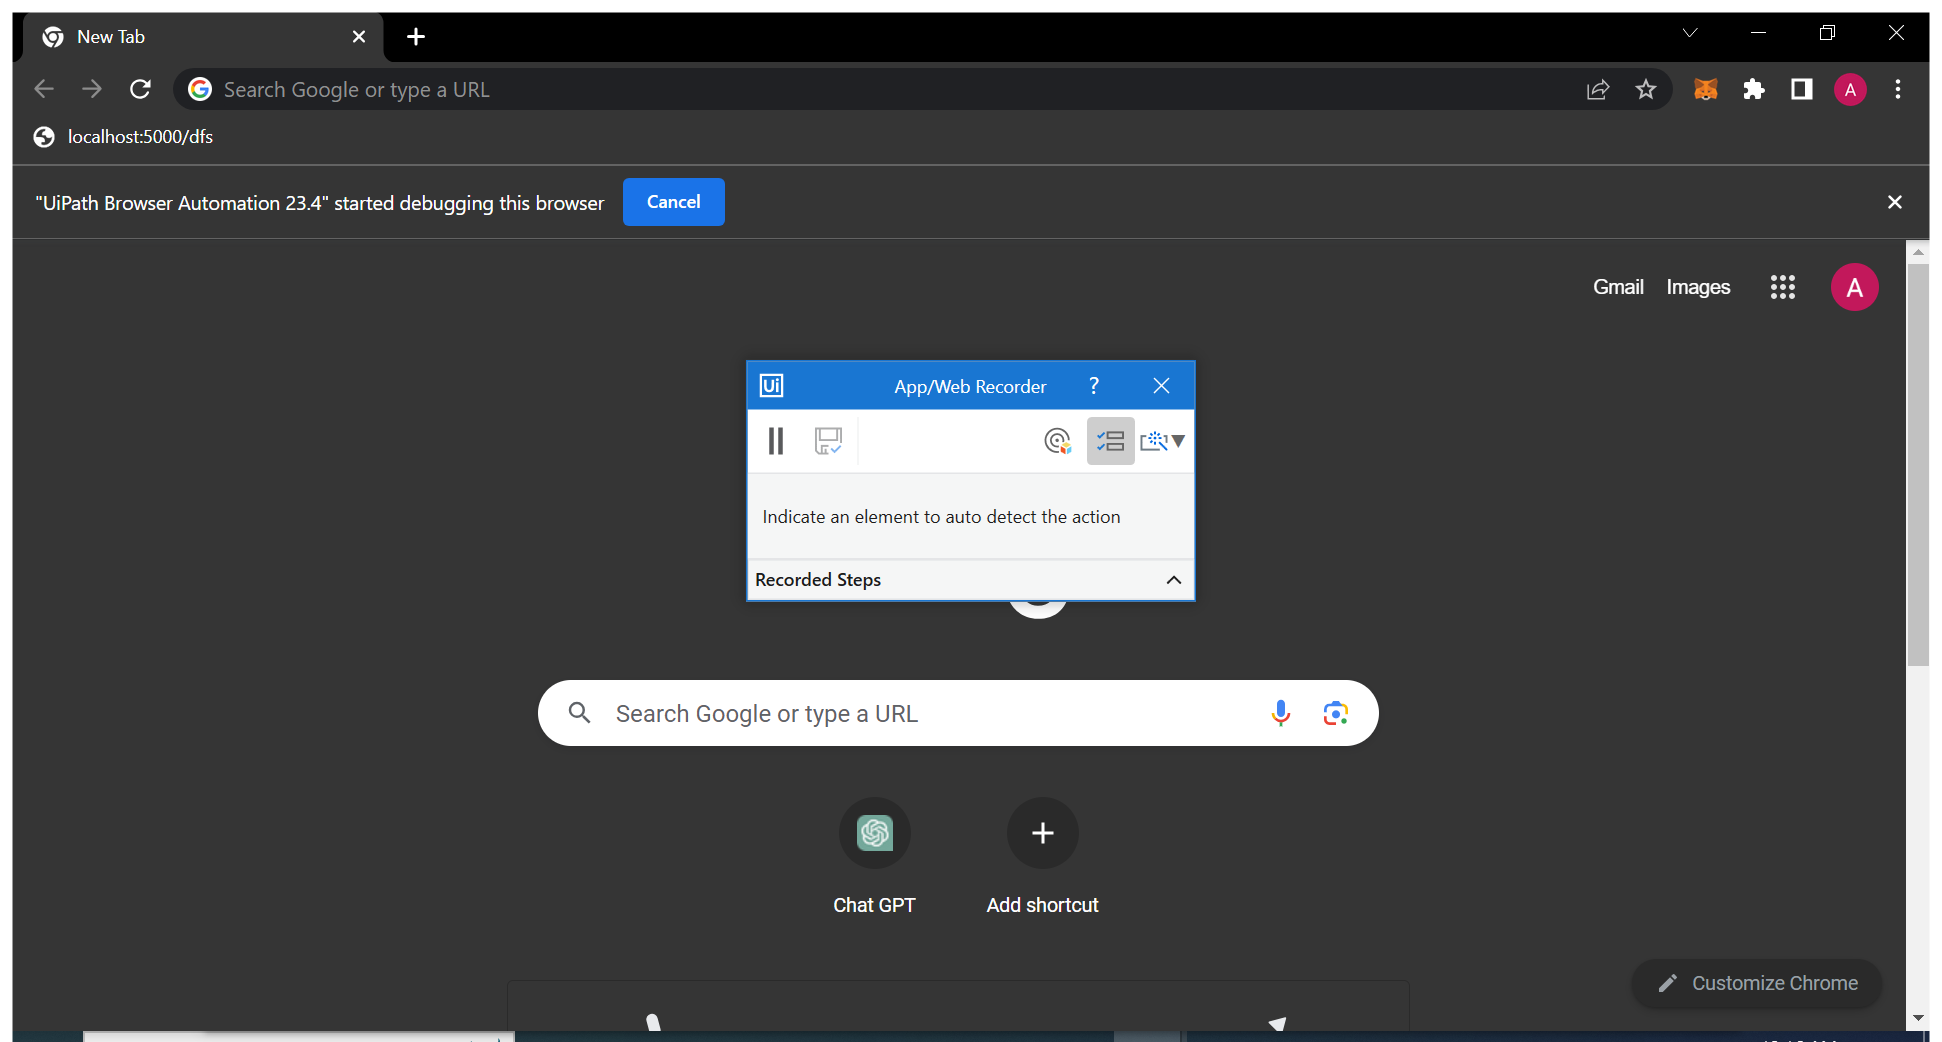 New Tab
Search Google or type a URL
A
localhost:5000/dfs
"UiPath Browser Automation 23.4" started debugging this browser
Cancel
Gmail Images
A
Ui App/Web Recorder ?
Indicate an element to auto detect the action
Recorded Steps
Search Google or type a URL
Chat GPT Add shortcut
Customize Chrome